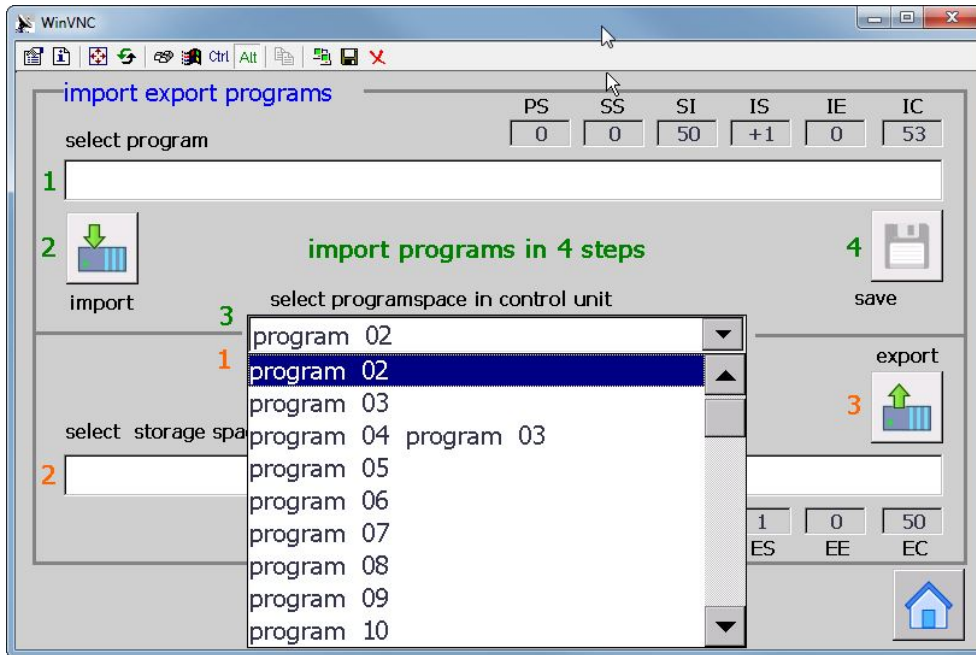 WinVNC
Ctrl Alt
import export programs
PS SS SI IS IE IC
0 0 50 +1 0 53
select program
1
2
import programs in 4 steps
4
import
select programspace in control unit
save
3
program 02
1
export
program 02
program 03
3
program 04 program 03
select storage spa
program 05
2
program 06
program 07
1 0 50
ES EE EC
program 08
program 09
program 10